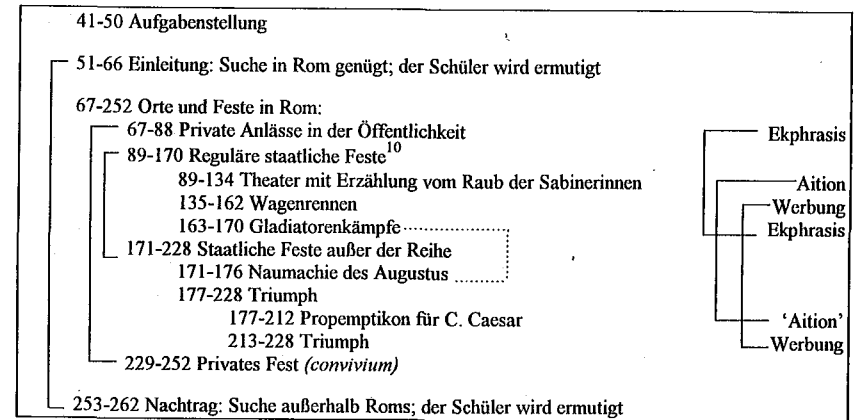 41-50 Aufgabenstellung
51-66 Einleitung: Suche in Rom genügt; der Schüler wird ermutigt
67-252 Orte und Feste in Rom:
67-88 Private Anlässe in der Öffentlichkeit
Ekphrasis
89-170 Reguläre staatliche Feste10
89-134 Theater mit Erzählung vom Raub der Sabinerinnen
Aition
135-162 Wagenrennen
Werbung
163-170 Gladiatorenkämpfe
Ekphrasis
171-228 Staatliche Feste außer der Reihe
171-176 Naumachie des Augustus
177-228 Triumph
177-212 Propemptikon für C. Caesar
'Aition'
213-228 Triumph
Werbung
229-252 Privates Fest (convivium)
253-262 Nachtrag: Suche außerhalb Roms; der Schüler wird ermutigt